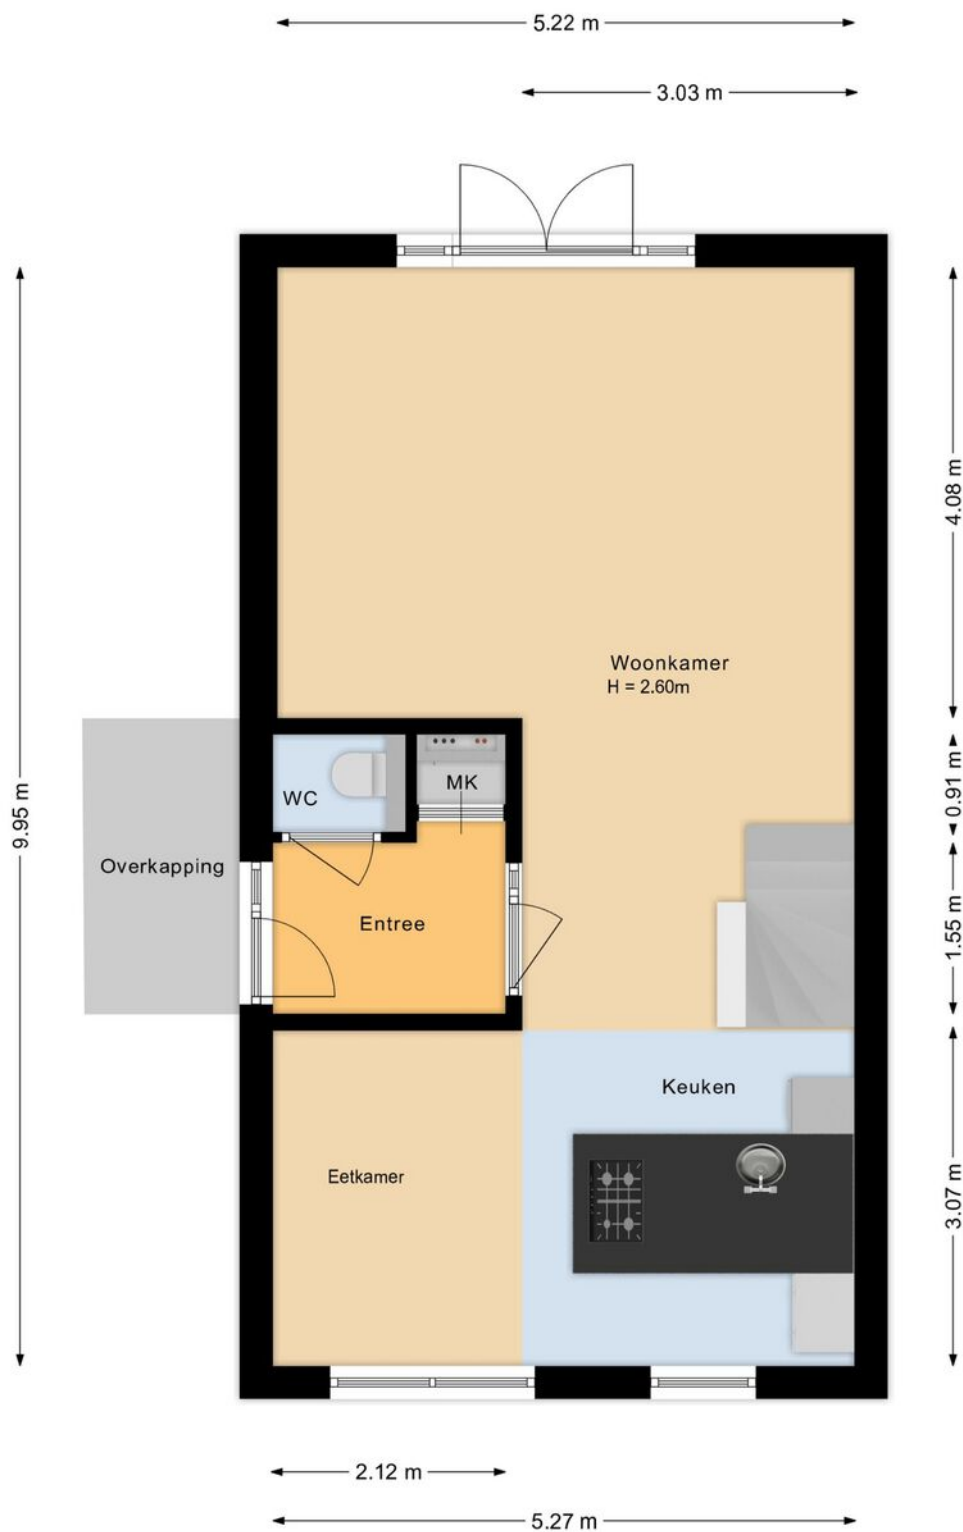 5.22 m
3.03 m
4.08 m
Woonkamer
H = 2.60m
0.91 m
MK
WC
9.95 m
Overkapping
Entree
1.55 m
Keuken
Eetkamer
3.07 m
2.12 m
5.27 m